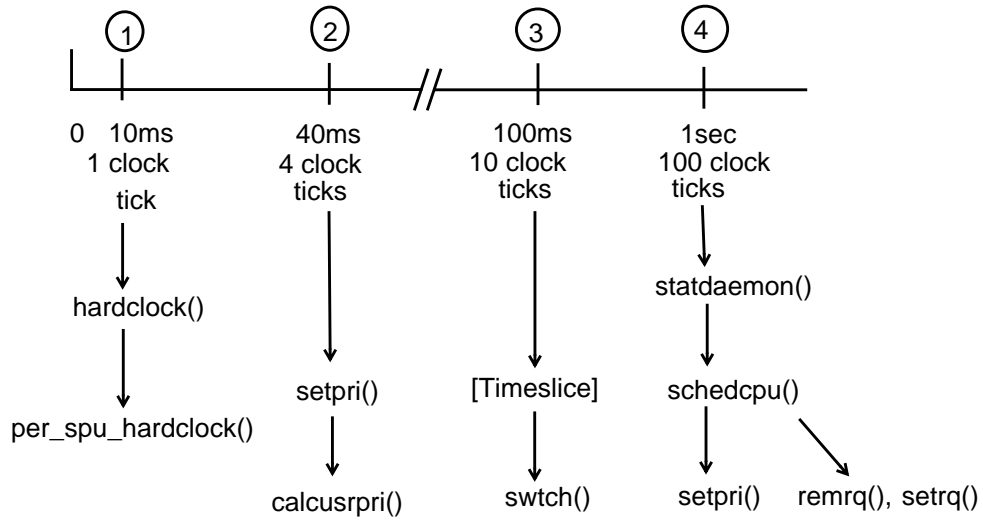 1 2 3 4
0 10ms 40ms 100ms 1sec
1 clock 4 clock 10 clock 100 clock
tick ticks ticks ticks
hardclock() statdaemon()
setpri() [Timeslice] schedcpu()
per_spu_hardclock()
calcusrpri() swtch() setpri() remrq(), setrq()